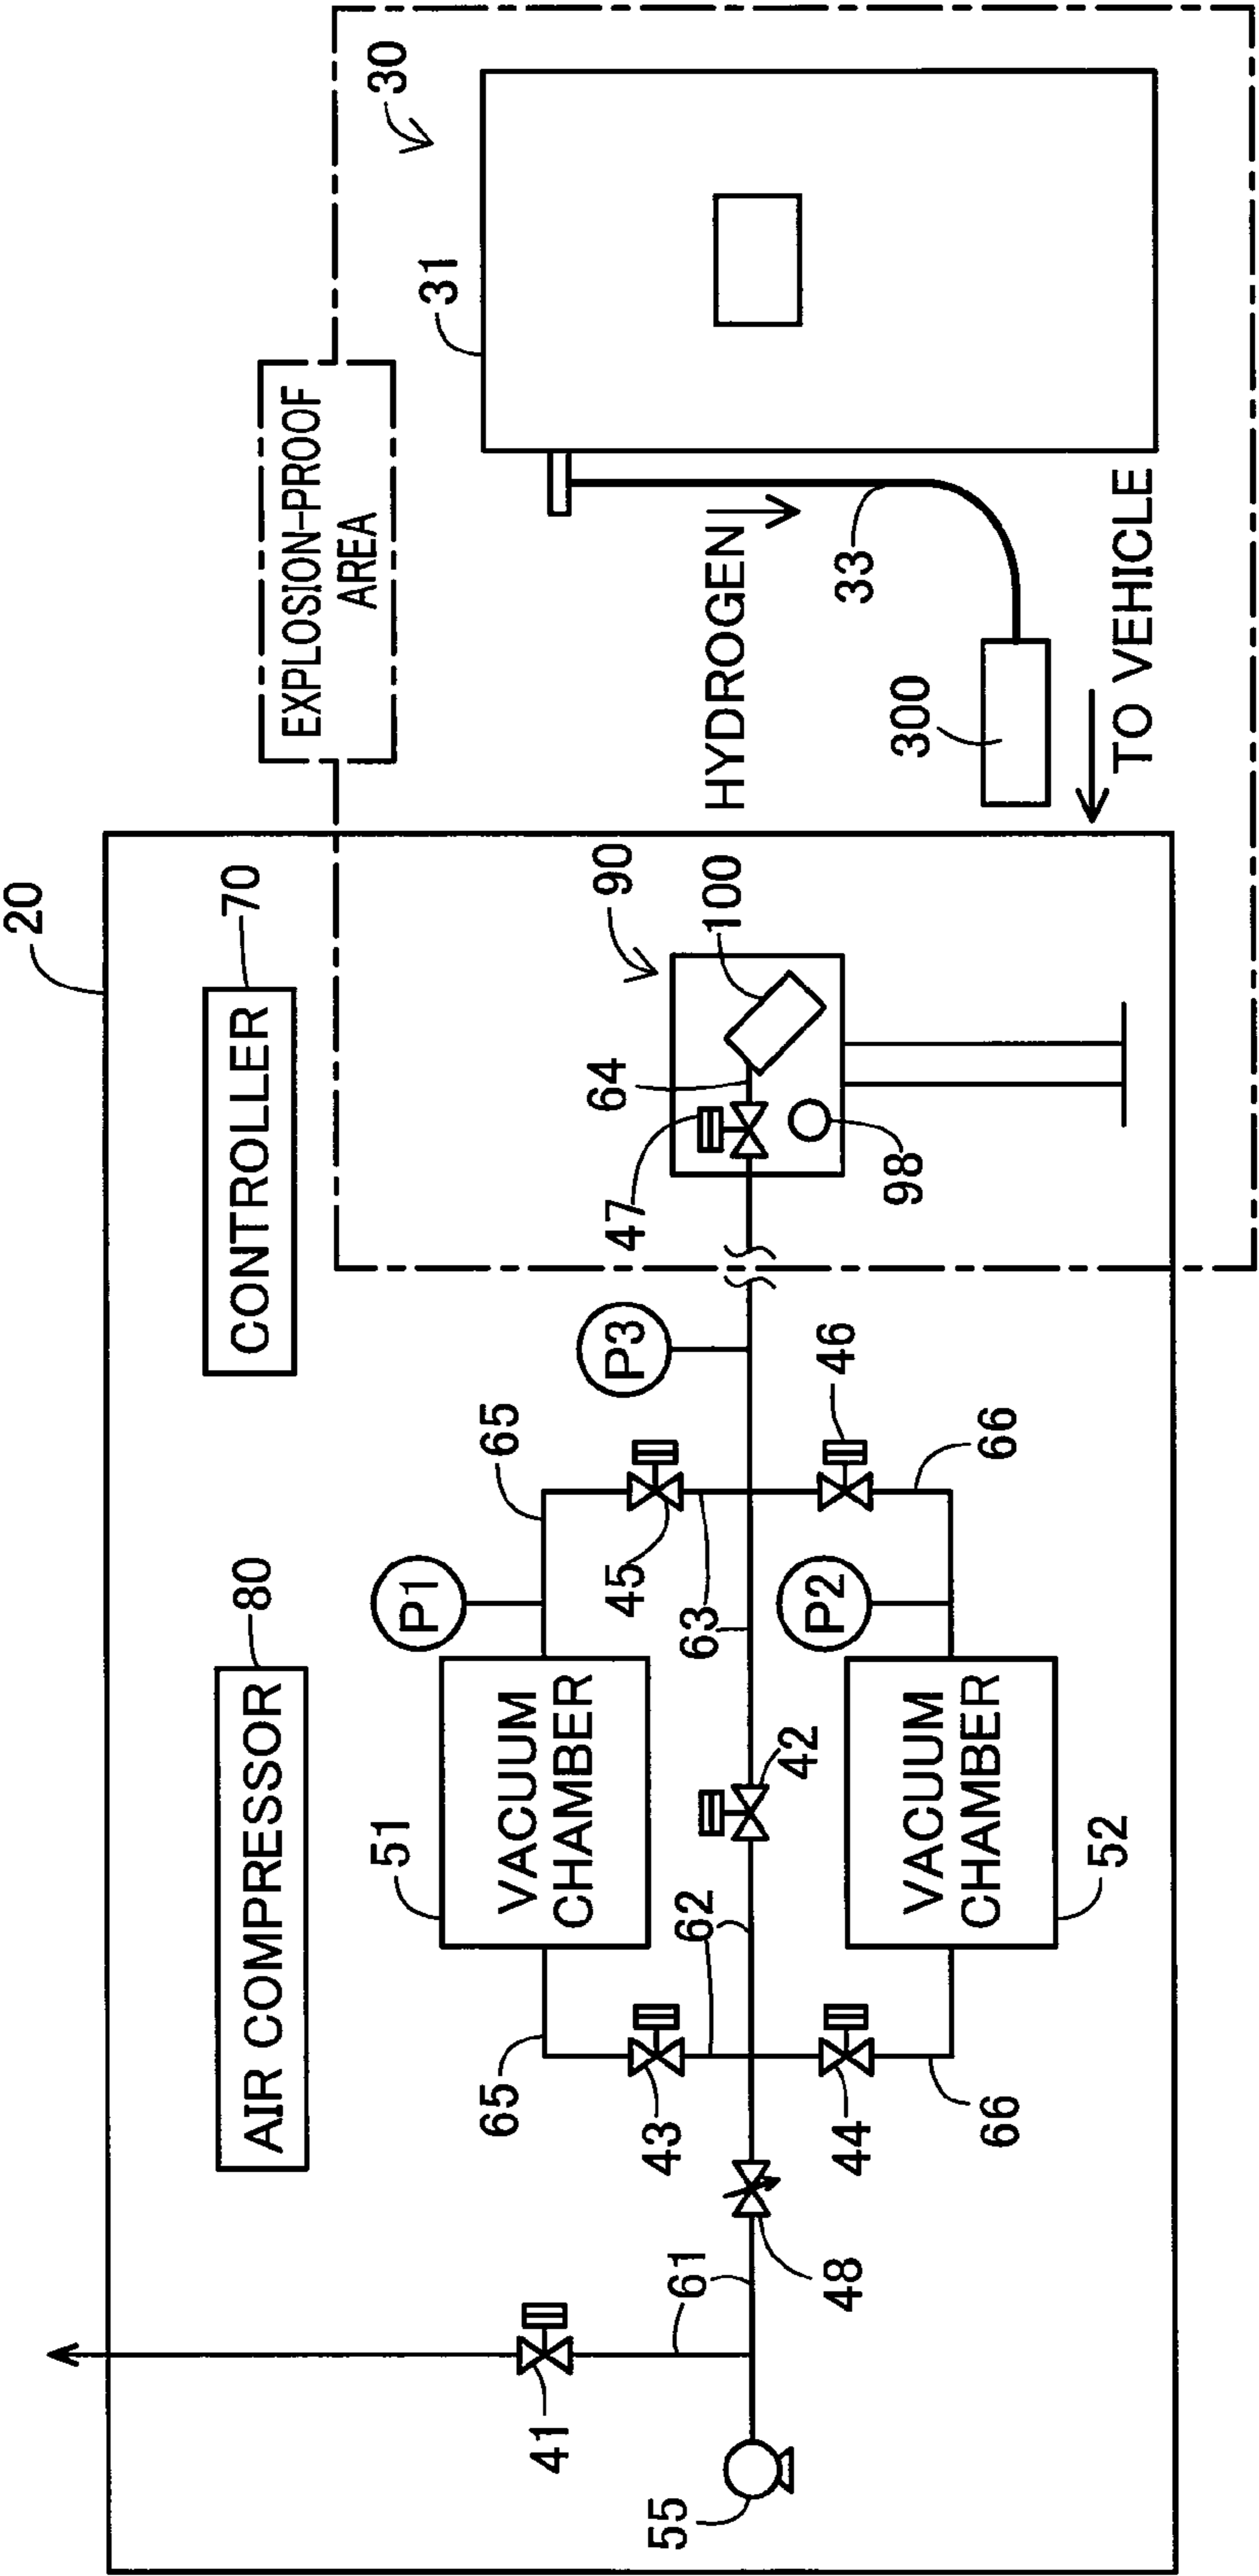 20
CONTROLLER
70
AIR COMPRESSOR
80
EXPLOSION-PROOF
AREA
30
31
HYDROGEN
33
300
TO VEHICLE
90
100
64
47
98
P3
65
45
46
66
63
P1
P2
51
VACUUM
CHAMBER
VACUUM
CHAMBER
52
42
62
65
43
44
66
48
61
41
55